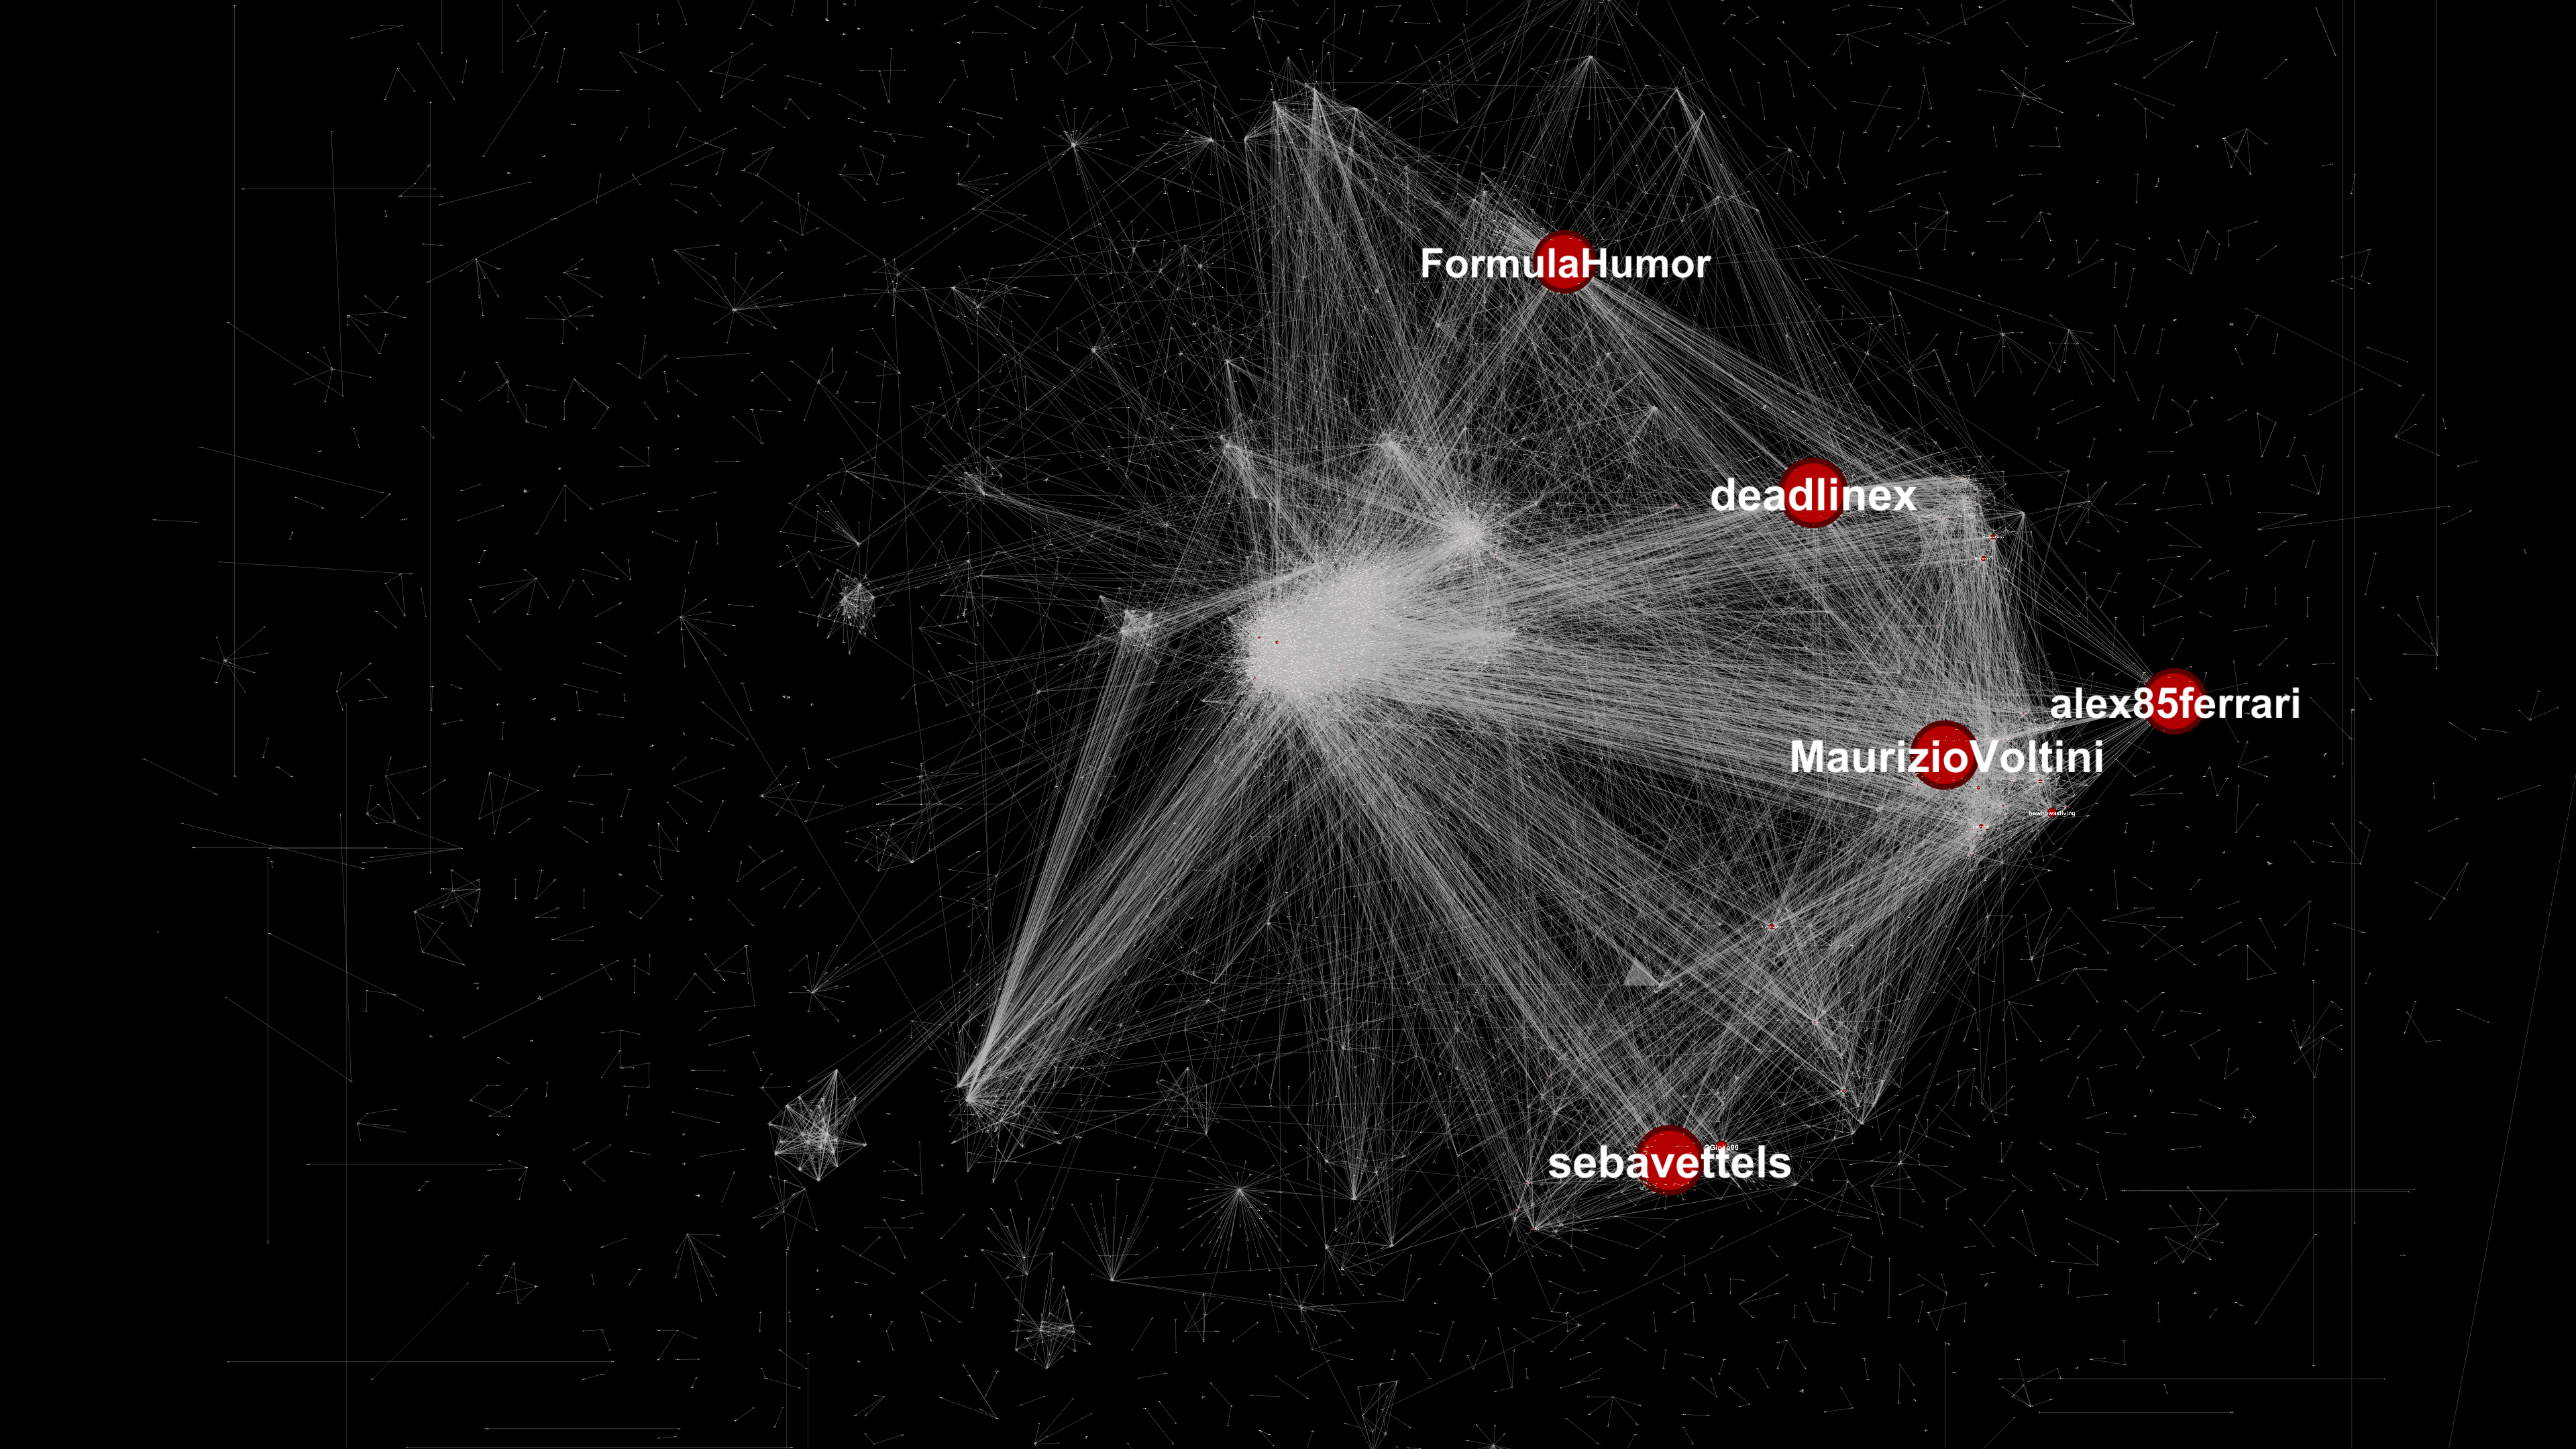 FormulaHumor
deadlinex
alex85ferrari
MaurizioVoltini
sebavettels